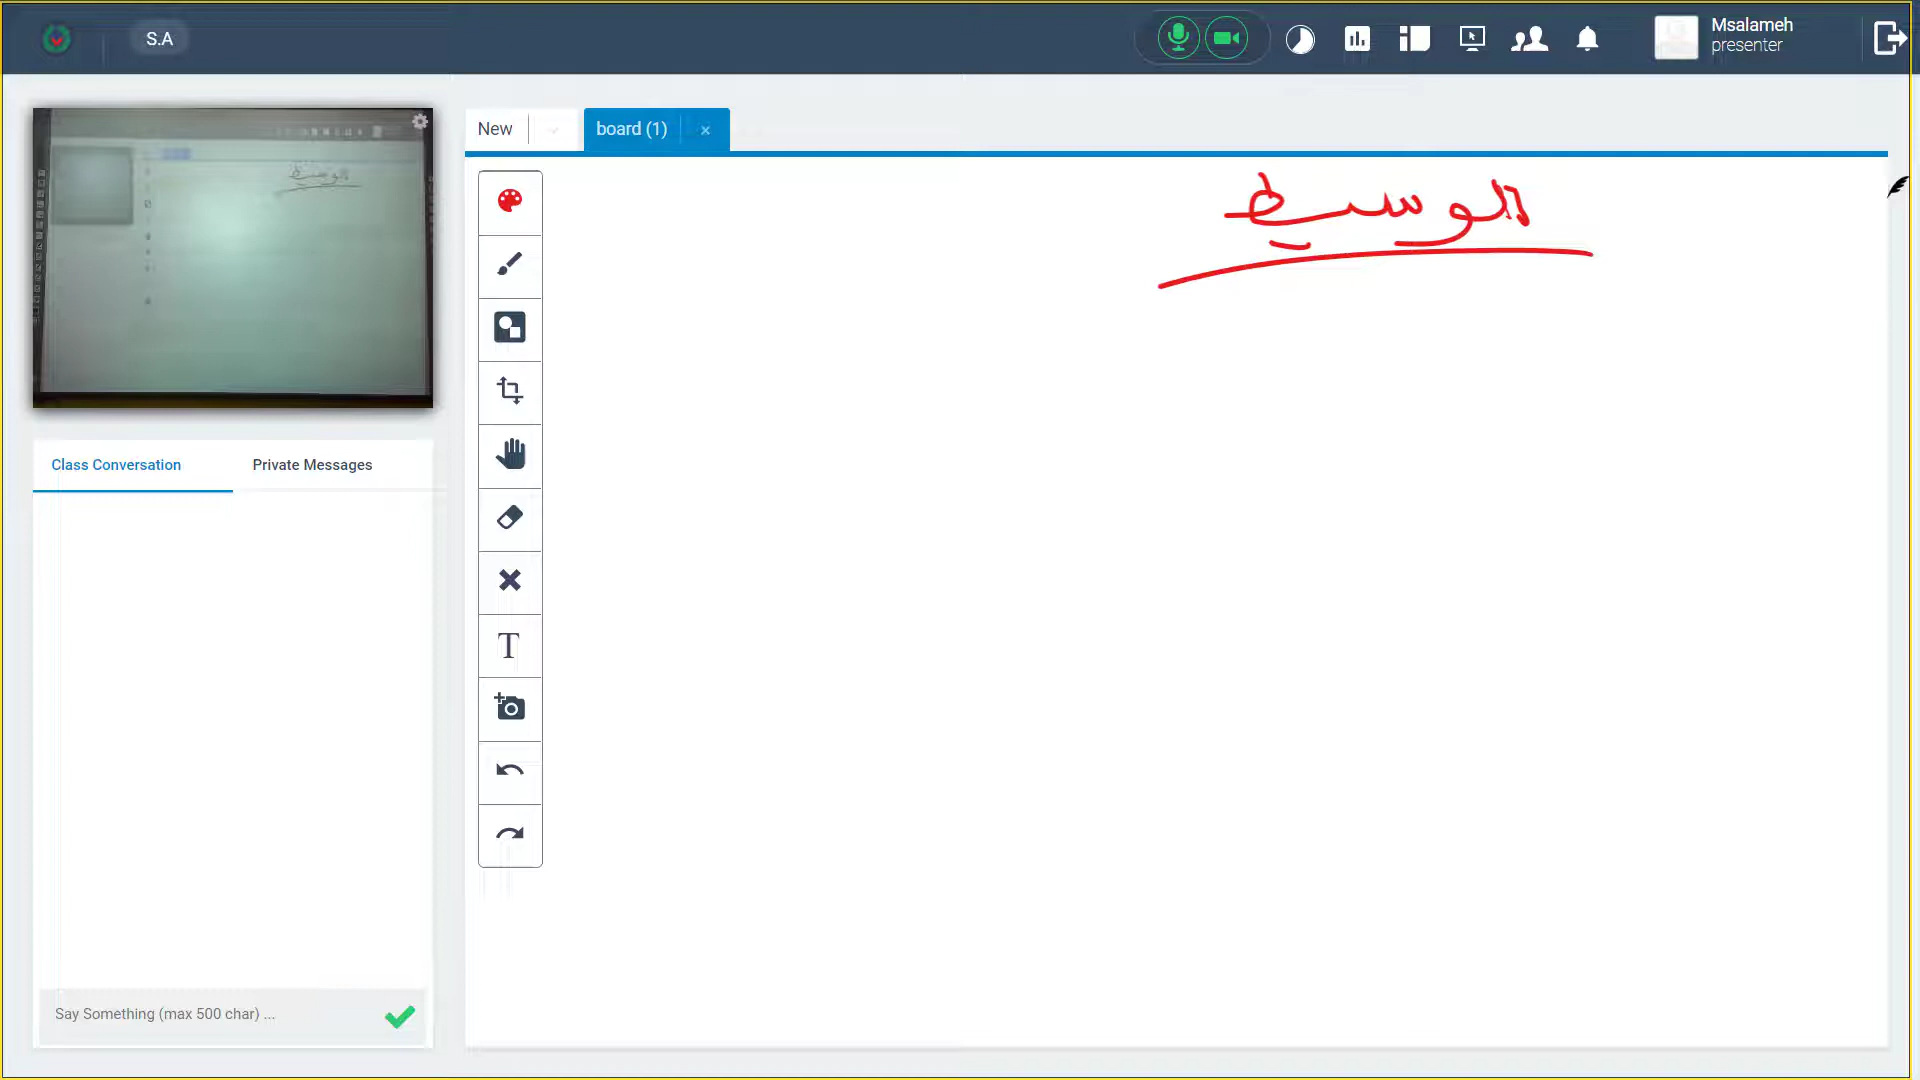 S.A
Msalameh
presenter
New
board (1)
الوسيط
Class Conversation
Private Messages
T
Say Something (max 500 char) ...